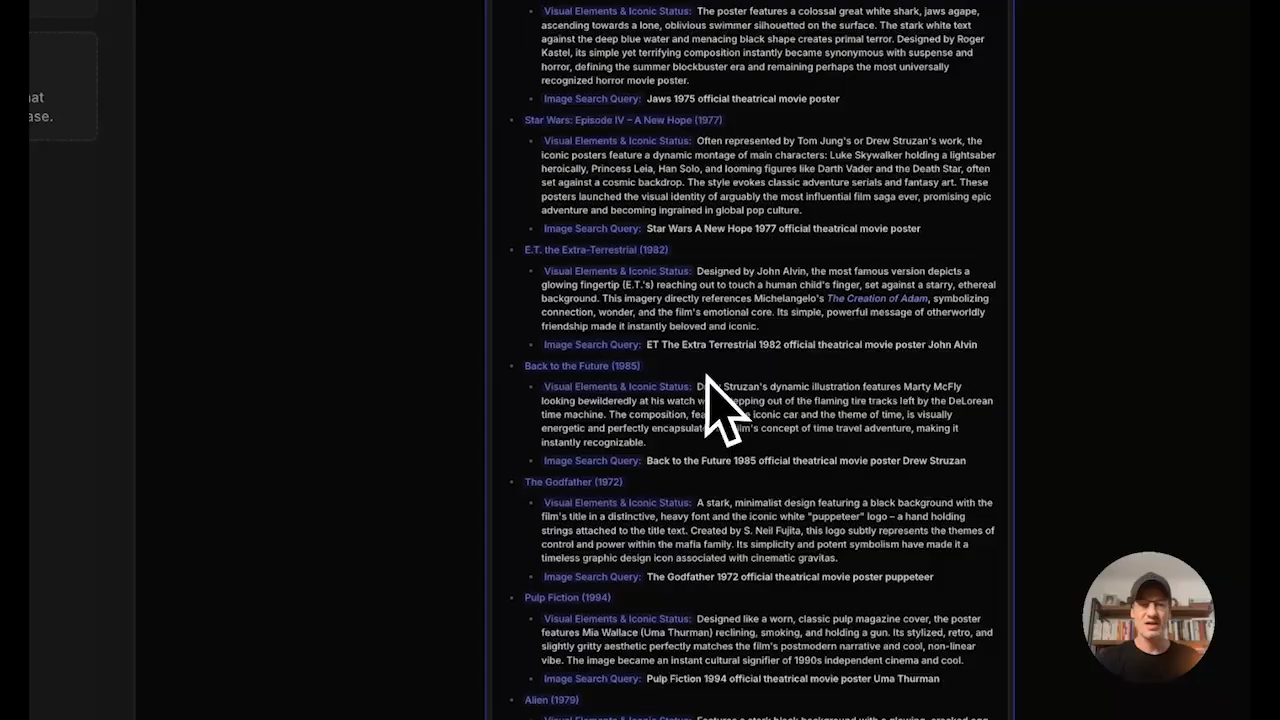 Visual Elements & Iconic Status: The poster features a colossal great white shark, jaws agape,
ascending towards a lone, oblivious swimmer silhouetted on the surface. The stark white text
against the deep blue water and menacing black shape creates primal terror. Designed by Roger
Kastel, its simple yet terrifying composition instantly became synonymous with suspense and
horror, defining the summer blockbuster era and remaining perhaps the most universally
recognized horror movie poster.
Image Search Query: Jaws 1975 official theatrical movie poster
Star Wars: Episode IV – A New Hope (1977)
Visual Elements & Iconic Status: Often represented by Tom Jung's or Drew Struzan's work, the
iconic posters feature a dynamic montage of main characters: Luke Skywalker holding a lightsaber
heroically, Princess Leia, Han Solo, and looming figures like Darth Vader and the Death Star, often
set against a cosmic backdrop. The style evokes classic adventure serials and fantasy art. These
posters launched the visual identity of arguably the most influential film saga ever, promising epic
adventure and becoming ingrained in global pop culture.
Image Search Query: Star Wars A New Hope 1977 official theatrical movie poster
E.T. the Extra-Terrestrial (1982)
Visual Elements & Iconic Status: Designed by John Alvin, the most famous version depicts a
glowing fingertip (E.T.'s) reaching out to touch a human child's finger, set against a starry, ethereal
background. This imagery directly references Michelangelo's The Creation of Adam, symbolizing
connection, wonder, and the film's emotional core. Its simple, powerful message of otherworldly
friendship made it instantly beloved and iconic.
Image Search Query: ET The Extra Terrestrial 1982 official theatrical movie poster John Alvin
Back to the Future (1985)
Visual Elements & Iconic Status: Struzan's dynamic illustration features Marty McFly
looking bewilderedly at his watch out of the flaming tire tracks left by the DeLorean
time machine. The composition, iconic car and the theme of time, is visually
energetic and perfectly concept of time travel adventure, making it
instantly recognizable.
Image Search Query: Back to the Future 1985 official theatrical movie poster Drew Struzan
The Godfather (1972)
Visual Elements & Iconic Status: A stark, minimalist design featuring a black background with the
film's title in a distinctive, heavy font and the iconic white "puppeteer" logo – a hand holding
strings attached to the title text. Created by S. Neil Fujita, this logo subtly represents the themes of
control and power within the mafia family. Its simplicity and potent symbolism have made it a
timeless graphic design icon associated with cinematic gravitas.
Image Search Query: The Godfather 1972 official theatrical movie poster puppeteer
Pulp Fiction (1994)
Visual Elements & Iconic Status: Designed like a worn, classic pulp magazine cover, the poster
features Mia Wallace (Uma Thurman) reclining, smoking, and holding a gun. Its stylized, retro, and
slightly gritty aesthetic perfectly matches the film's postmodern narrative and cool, non-linear
vibe. The image became an instant cultural signifier of 1990s independent cinema and cool.
Image Search Query: Pulp Fiction 1994 official theatrical movie poster Uma Thurman
Alien (1979)